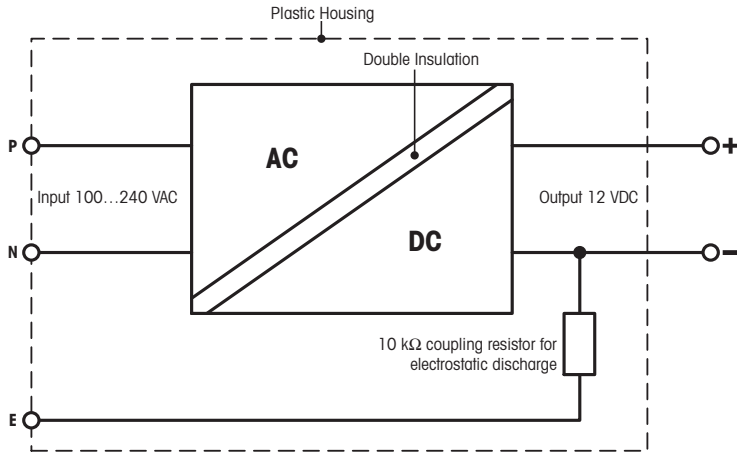 Plastic Housing
Double Insulation
P
AC
+
Input 100...240 VAC
Output 12 VDC
N
DC
−
10 kΩ coupling resistor for
electrostatic discharge
E